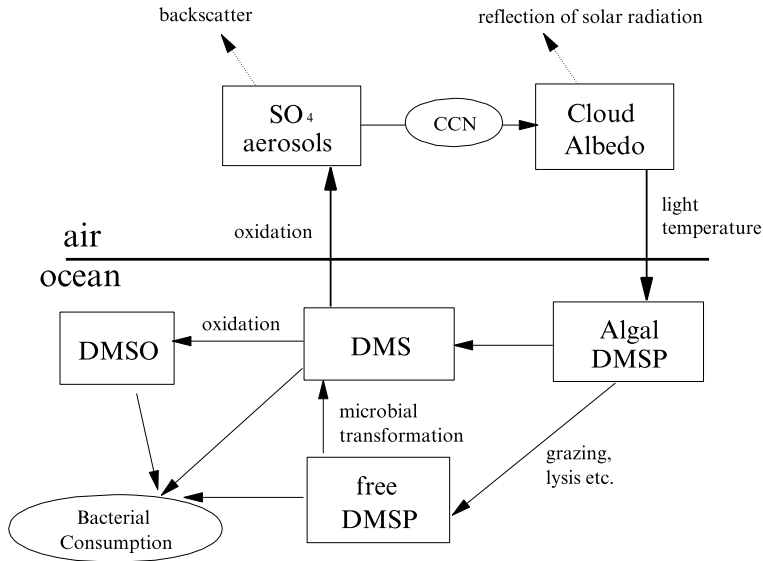 backscatter
reflection of solar radiation
SO₄
aerosols
CCN
Cloud
Albedo
light
temperature
oxidation
air
ocean
DMSO
oxidation
DMS
Algal
DMSP
microbial
transformation
grazing,
lysis etc.
free
DMSP
Bacterial
Consumption